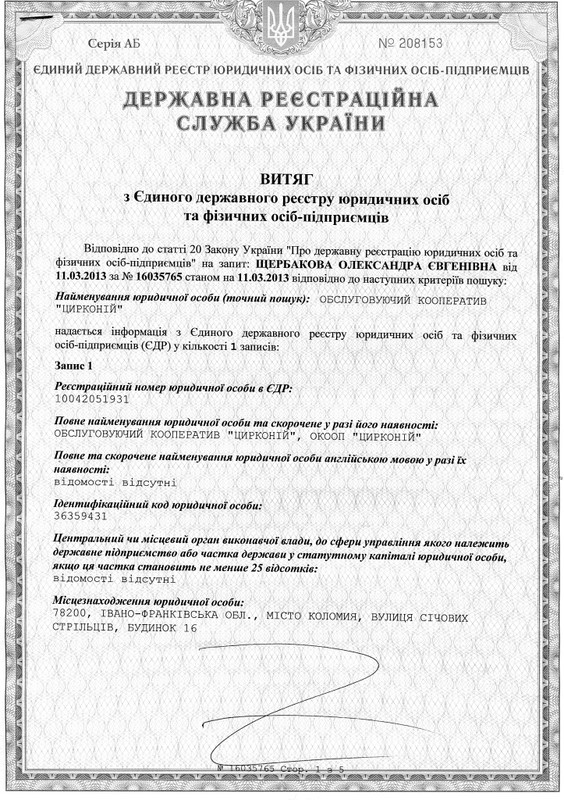 Серія АБ
№ 208153
ЄДИНИЙ ДЕРЖАВНИЙ РЕЄСТР ЮРИДИЧНИХ ОСІБ ТА ФІЗИЧНИХ ОСІБ-ПІДПРИЄМЦІВ
ДЕРЖАВНА РЕЄСТРАЦІЙНА
СЛУЖБА УКРАЇНИ
ВИТЯГ
з Єдиного державного реєстру юридичних осіб
та фізичних осіб-підприємців
Відповідно до статті 20 Закону України "Про державну реєстрацію юридичних осіб та
фізичних осіб-підприємців" на запит: ЩЕРБАКОВА ОЛЕКСАНДРА ЄВГЕНІВНА від
11.03.2013 за № 16035765 станом на 11.03.2013 відповідно до наступних критеріїв пошуку:
Найменування юридичної особи (точний пошук): ОБСЛУГОВУЮЧИЙ КООПЕРАТИВ
"ЦИРКОНІЙ"
надається інформація з Єдиного державного реєстру юридичних осіб та фізичних
осіб-підприємців (ЄДР) у кількості 1 записів:
Запис 1
Реєстраційний номер юридичної особи в ЄДР:
10042051931
Повне найменування юридичної особи та скорочене у разі його наявності:
ОБСЛУГОВУЮЧИЙ КООПЕРАТИВ "ЦИРКОНІЙ", ОКООП "ЦИРКОНІЙ"
Повне та скорочене найменування юридичної особи англійською мовою у разі їх
наявності:
відомості відсутні
Ідентифікаційний код юридичної особи:
36359431
Центральний чи місцевий орган виконавчої влади, до сфери управління якого належить
державне підприємство або частка держави у статутному капіталі юридичної особи,
якщо ця частка становить не менше 25 відсотків:
відомості відсутні
Місцезнаходження юридичної особи:
78200, ІВАНО-ФРАНКІВСЬКА ОБЛ., МІСТО КОЛОМИЯ, ВУЛИЦЯ СІЧОВИХ
СТРІЛЬЦІВ, БУДИНОК 16
№ 16035765 Стор. 1 з 5